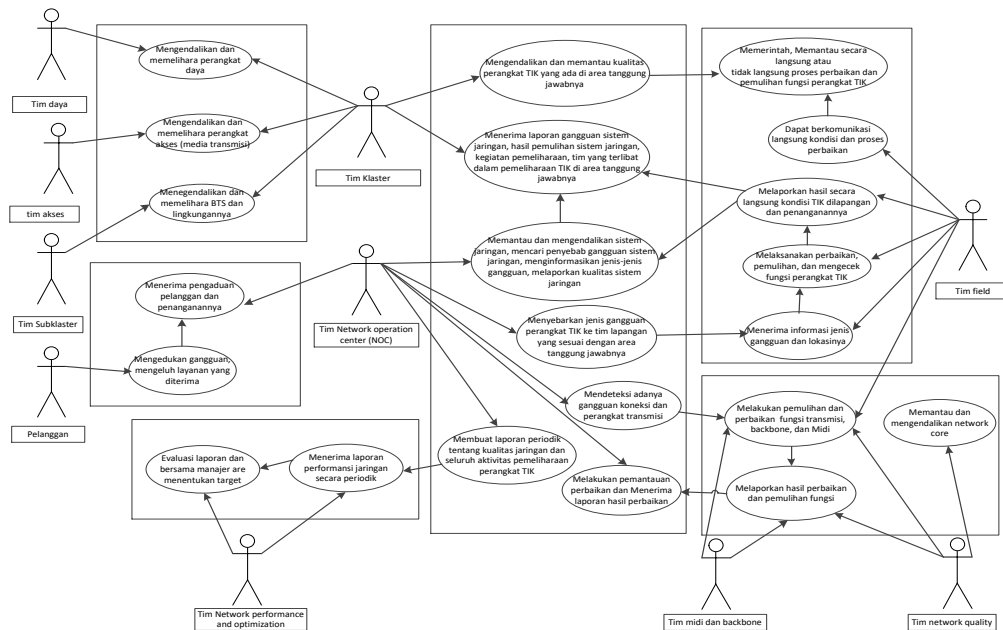 Tim daya
tim akses
Tim Subklaster
Pelanggan
Mengendalikan dan
memelihara perangkat
daya
Mengendalikan dan
memelihara perangkat
akses (media transmisi)
Menegendalikan dan
memelihara BTS dan
lingkungannya
Menerima pengaduan
pelanggan dan
penanganannya
Mengedukan gangguan,
mengeluh layanan yang
diterima
Tim Klaster
Tim Network operation
center (NOC)
Mengendalikan dan memantau kualitas
perangkat TIK yang ada di area tanggung
jawabnya
Menerima laporan gangguan sistem
jaringan, hasil pemulihan sistem jaringan,
kegiatan pemeliharaan, tim yang terlibat
dalam pemeliharaan TIK di area tanggung
jawabnya
Memantau dan mengendalikan sistem
jaringan, mencari penyebab gangguan sistem
jaringan, menginformasikan jenis-jenis
gangguan, melaporkan kualitas sistem
jaringan
Menyebarkan jenis gangguan
perangkat TIK ke tim lapangan
yang sesuai dengan area
tanggung jawabnya
Mendeteksi adanya
gangguan koneksi dan
perangkat transmisi
Membuat laporan periodik
tentang kualitas jaringan dan
seluruh aktivitas pemeliharaan
perangkat TIK
Melakukan pemantauan
perbaikan dan Menerima
laporan hasil perbaikan
Memerintah, Memantau secara
langsung atau
tidak langsung proses perbaikan dan
pemulihan fungsi perangkat TIK
Dapat berkomunikasi
langsung kondisi dan proses
perbaikan
Melaporkan hasil secara
langsung kondisi TIK dilapangan
dan penanganannya
Melaksanakan perbaikan,
pemulihan, dan mengecek
fungsi perangkat TIK
Menerima informasi jenis
gangguan dan lokasinya
Tim field
Melakukan pemulihan dan
perbaikan fungsi transmisi,
backbone, dan Midi
Memantau dan
mengendalikan network
core
Melaporkan hasil perbaikan
dan pemulihan fungsi
Evaluasi laporan dan
bersama manajer are
menentukan target
Menerima laporan
performansi jaringan
secara periodik
Tim Network performance
and optimization
Tim midi dan backbone
Tim network quality